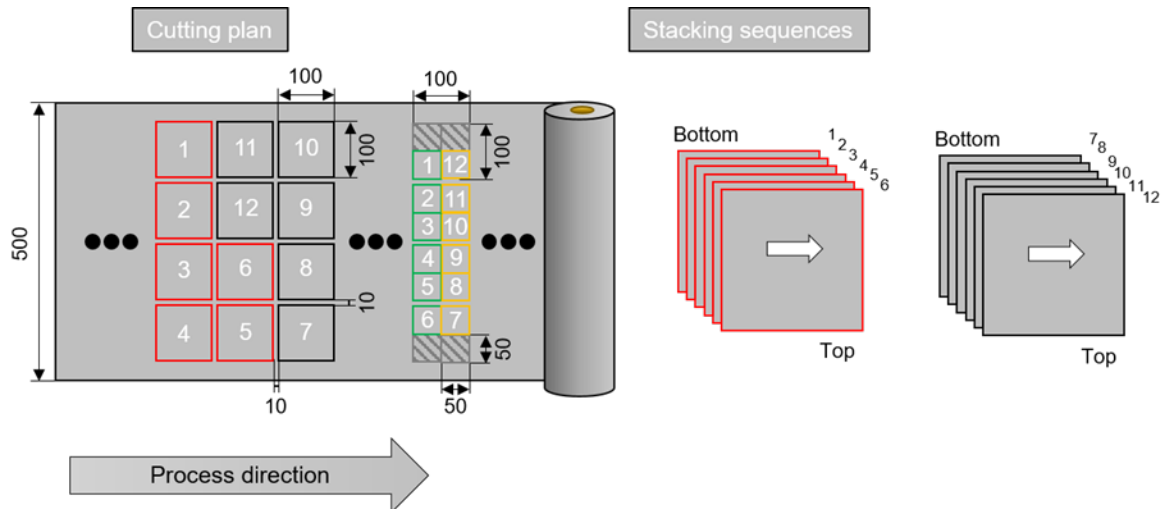 Cutting plan
Stacking sequences
100
100
500
1 11 10
100
2 12 9
3 6 8
4 5 7
10
10
1 12
2 11
3 10
4 9
5 8
6 7
100
50
50
Bottom
1
2
3
4
5
6
Top
Bottom
7
8
9
10
11
12
Top
Process direction